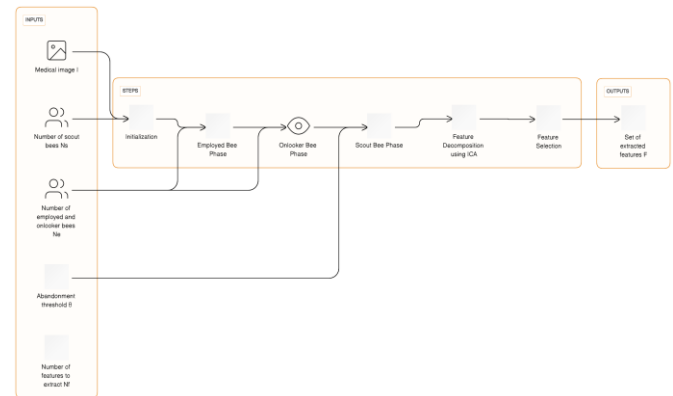 INPUTS
Medical image I
Number of scout
bees Ns
Number of
employed and
onlooker bees
Ne
Abandonment
threshold θ
Number of
features to
extract Nf
STEPS
Initialization
Employed Bee
Phase
Onlooker Bee
Phase
Scout Bee Phase
Feature
Decomposition
using ICA
Feature
Selection
OUTPUTS
Set of
extracted
features F